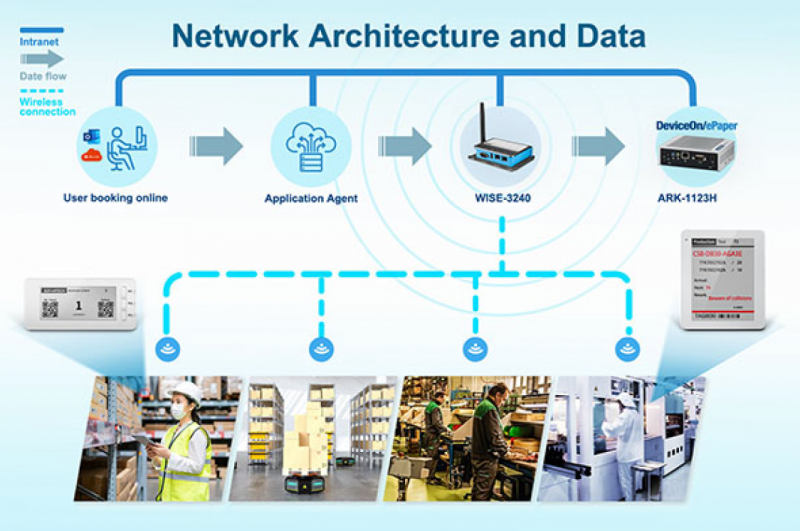 Network Architecture and Data
Intranet
Date flow
Wireless
connection
DeviceOn/ePaper
User booking online
Application Agent
WISE-3240
ARK-1123H
Production
CSB-D830-AGASE
Beware of collisions
1